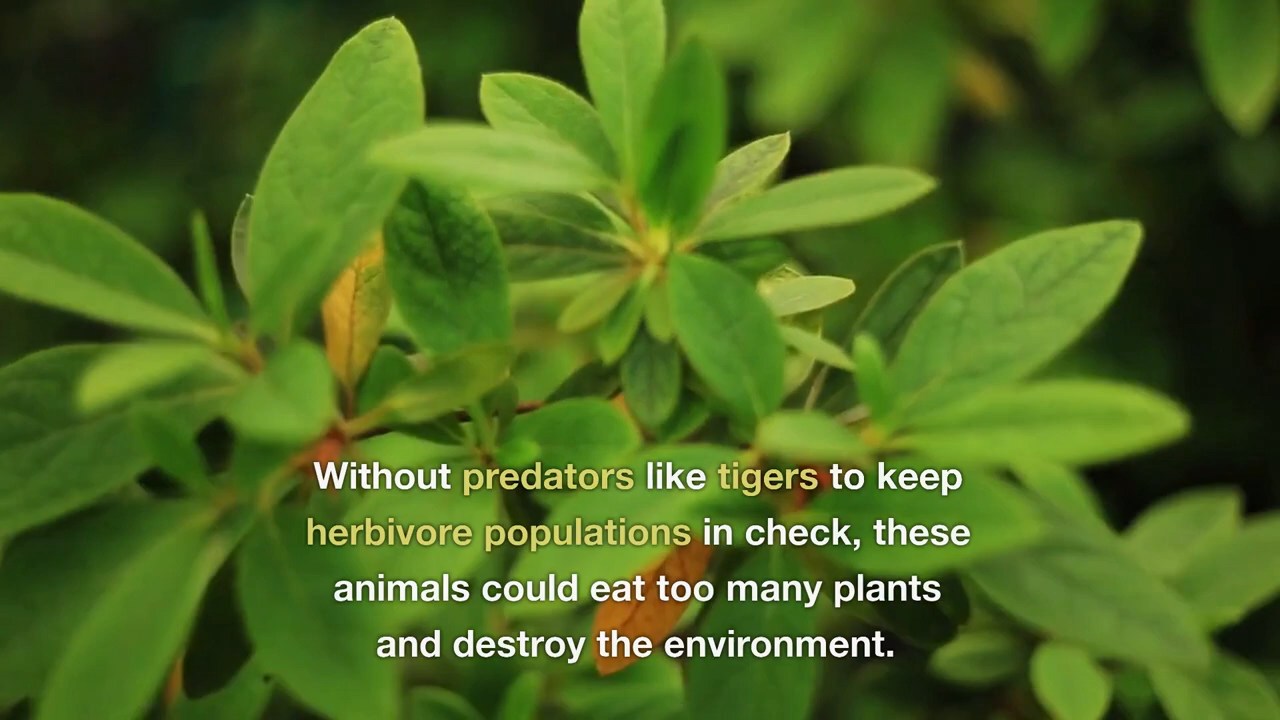 Without predators like tigers to keep
herbivore populations in check, these
animals could eat too many plants
and destroy the environment.